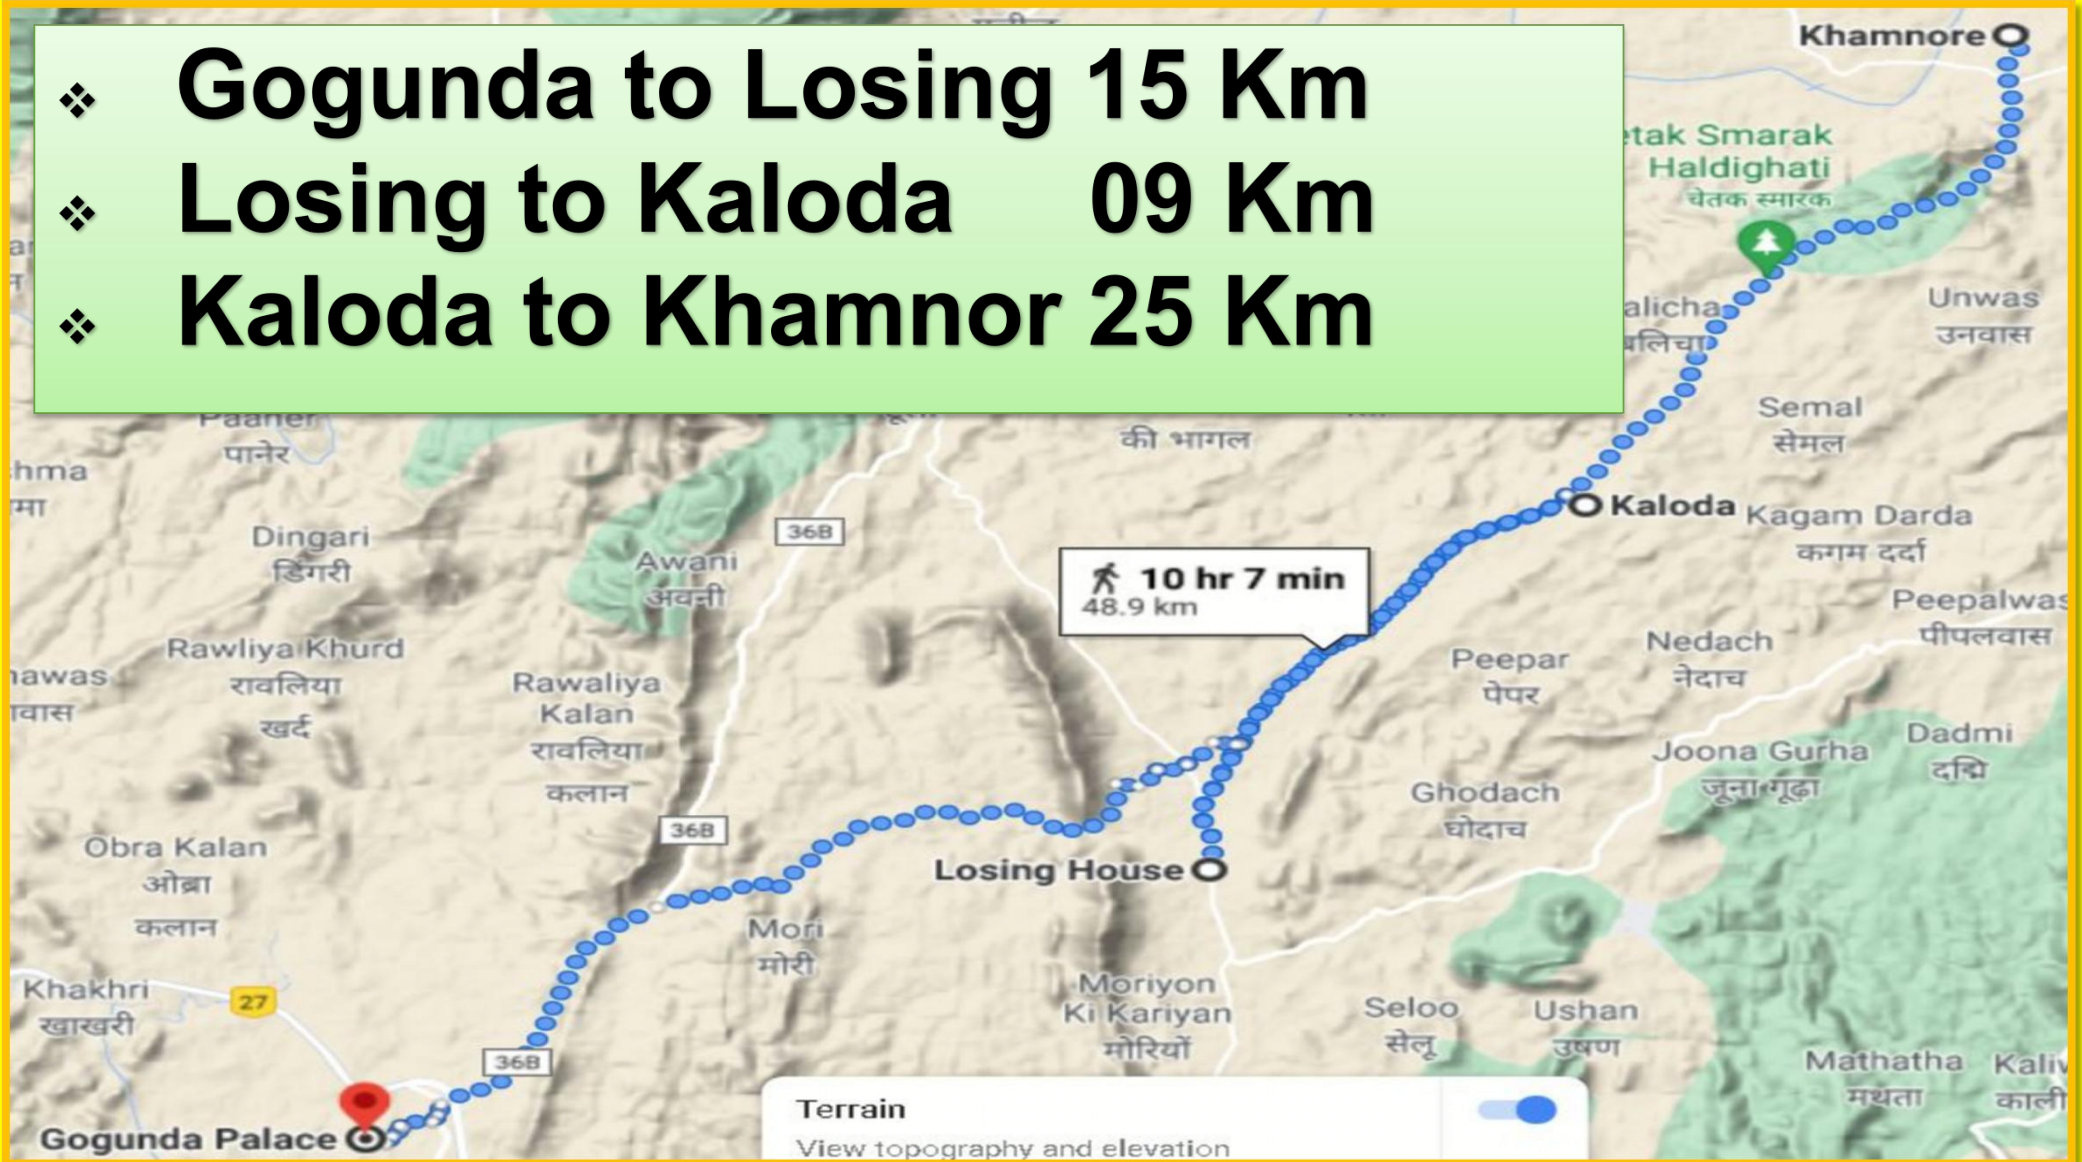 ❖ Gogunda to Losing 15 Km
❖ Losing to Kaloda 09 Km
❖ Kaloda to Khamnor 25 Km
Khamnore
Smarak
Haldighati
चेतक स्मारक
Unwas
उनवास
Semal
सेमल
Paaner
पानेर
की भागल
Kaloda
Kagam Darda
कगम दर्दा
Dingari
डिंगरी
36B
Awani
अवनी
10 hr 7 min
48.9 km
Peepalwas
पीपलवास
Rawliya Khurd
रावलिया
खर्द
Rawaliya
Kalan
रावलिया
कलान
Peepar
पेपर
Nedach
नेदाच
Dadmi
दद्मि
Joona Gurha
जूना गूढ़ा
Ghodach
घोदाच
36B
Obra Kalan
ओब्रा
कलान
Losing House
Mori
मोरी
Khakhri
खाखरी
27
Moriyon
Ki Kariyan
मोरियों
Seloo
सेलू
Ushan
उषण
36B
Mathatha
मथता
Gogunda Palace
Terrain
View topography and elevation